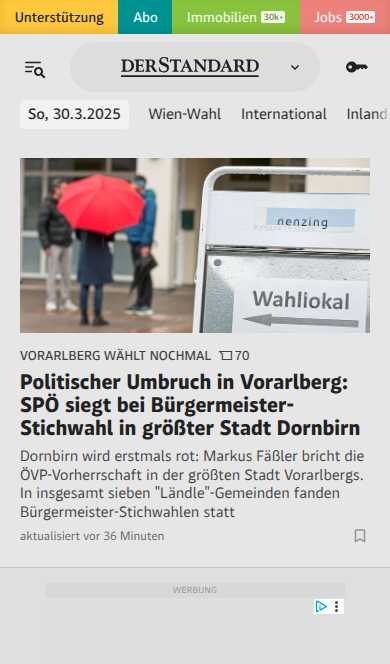 Unterstützung Abo Immobilien 30k+ Jobs 3000+
DERSTANDARD
So, 30.3.2025 Wien-Wahl International Inland
nenzing
Wahllokal
VORARLBERG WÄHLT NOCHMAL 70
Politischer Umbruch in Vorarlberg:
SPÖ siegt bei Bürgermeister-
Stichwahl in größter Stadt Dornbirn
Dornbirn wird erstmals rot: Markus Fäßler bricht die
ÖVP-Vorherrschaft in der größten Stadt Vorarlbergs.
In insgesamt sieben "Ländle"-Gemeinden fanden
Bürgermeister-Stichwahlen statt
aktualisiert vor 36 Minuten
WERBUNG